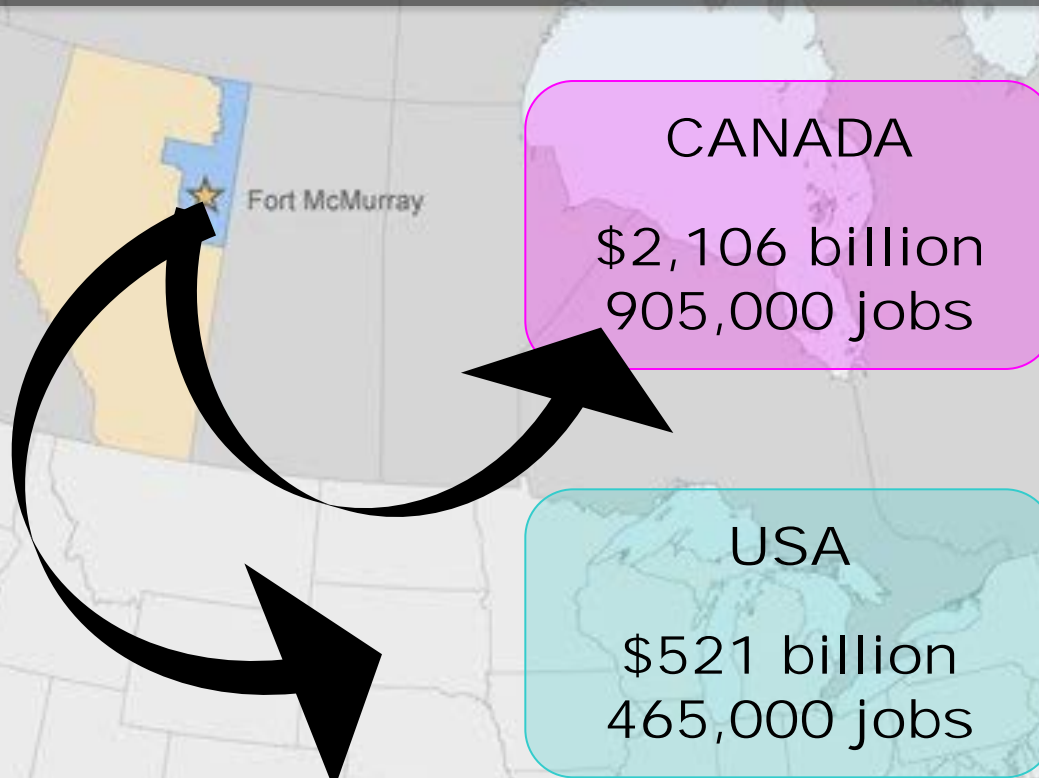 Fort McMurray
CANADA
$2,106 billion
905,000 jobs
USA
$521 billion
465,000 jobs